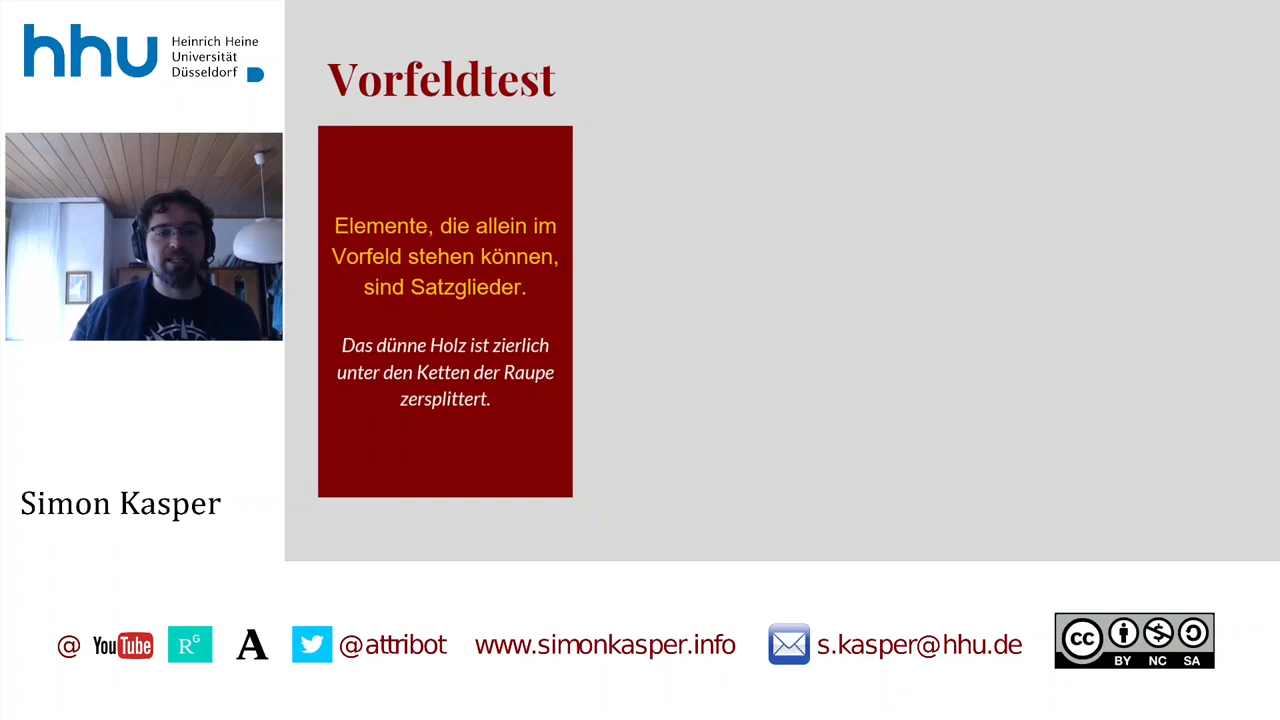 hhu Heinrich Heine
Universität
Düsseldorf
Vorfeldtest
Elemente, die allein im
Vorfeld stehen können,
sind Satzglieder.
Das dünne Holz ist zierlich
unter den Ketten der Raupe
zersplittert.
Simon Kasper
@ YouTube RG A @attribot www.simonkasper.info s.kasper@hhu.de cc
BY NC SA